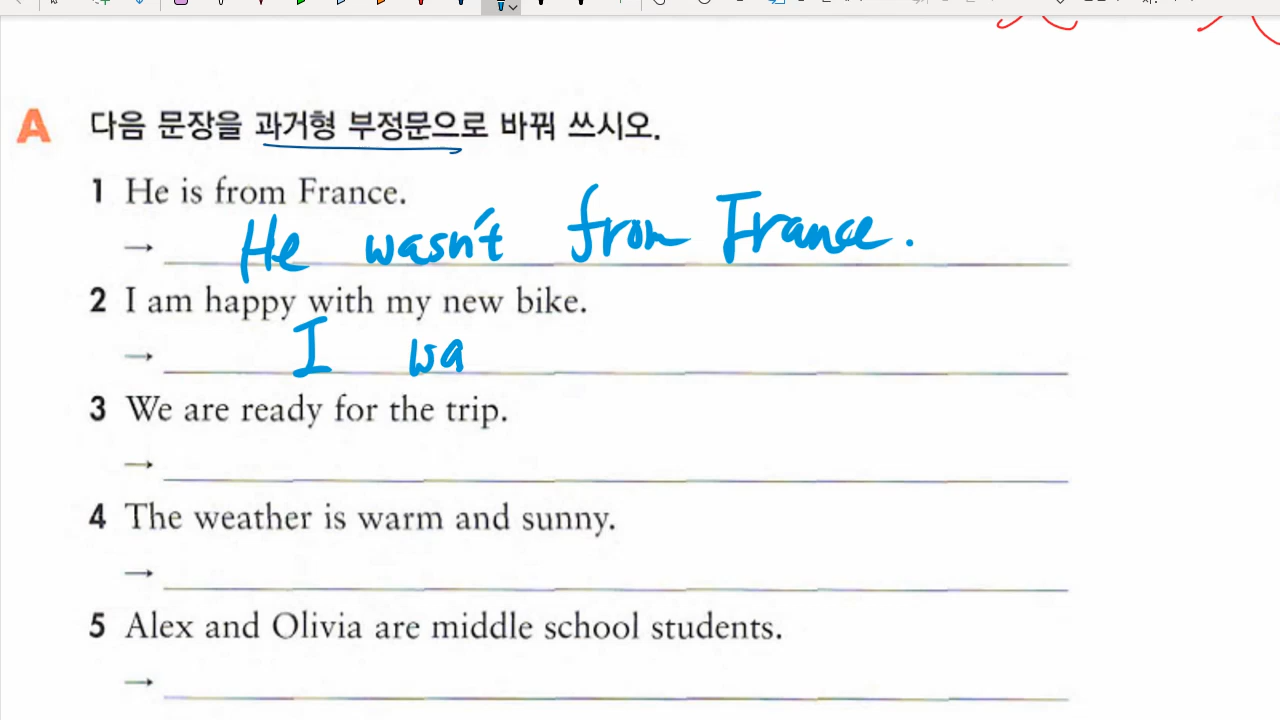 A 다음 문장을 과거형 부정문으로 바꿔 쓰시오.
1 He is from France.
→ He wasn't from France.
2 I am happy with my new bike.
→ I wa
3 We are ready for the trip.
→
4 The weather is warm and sunny.
→
5 Alex and Olivia are middle school students.
→